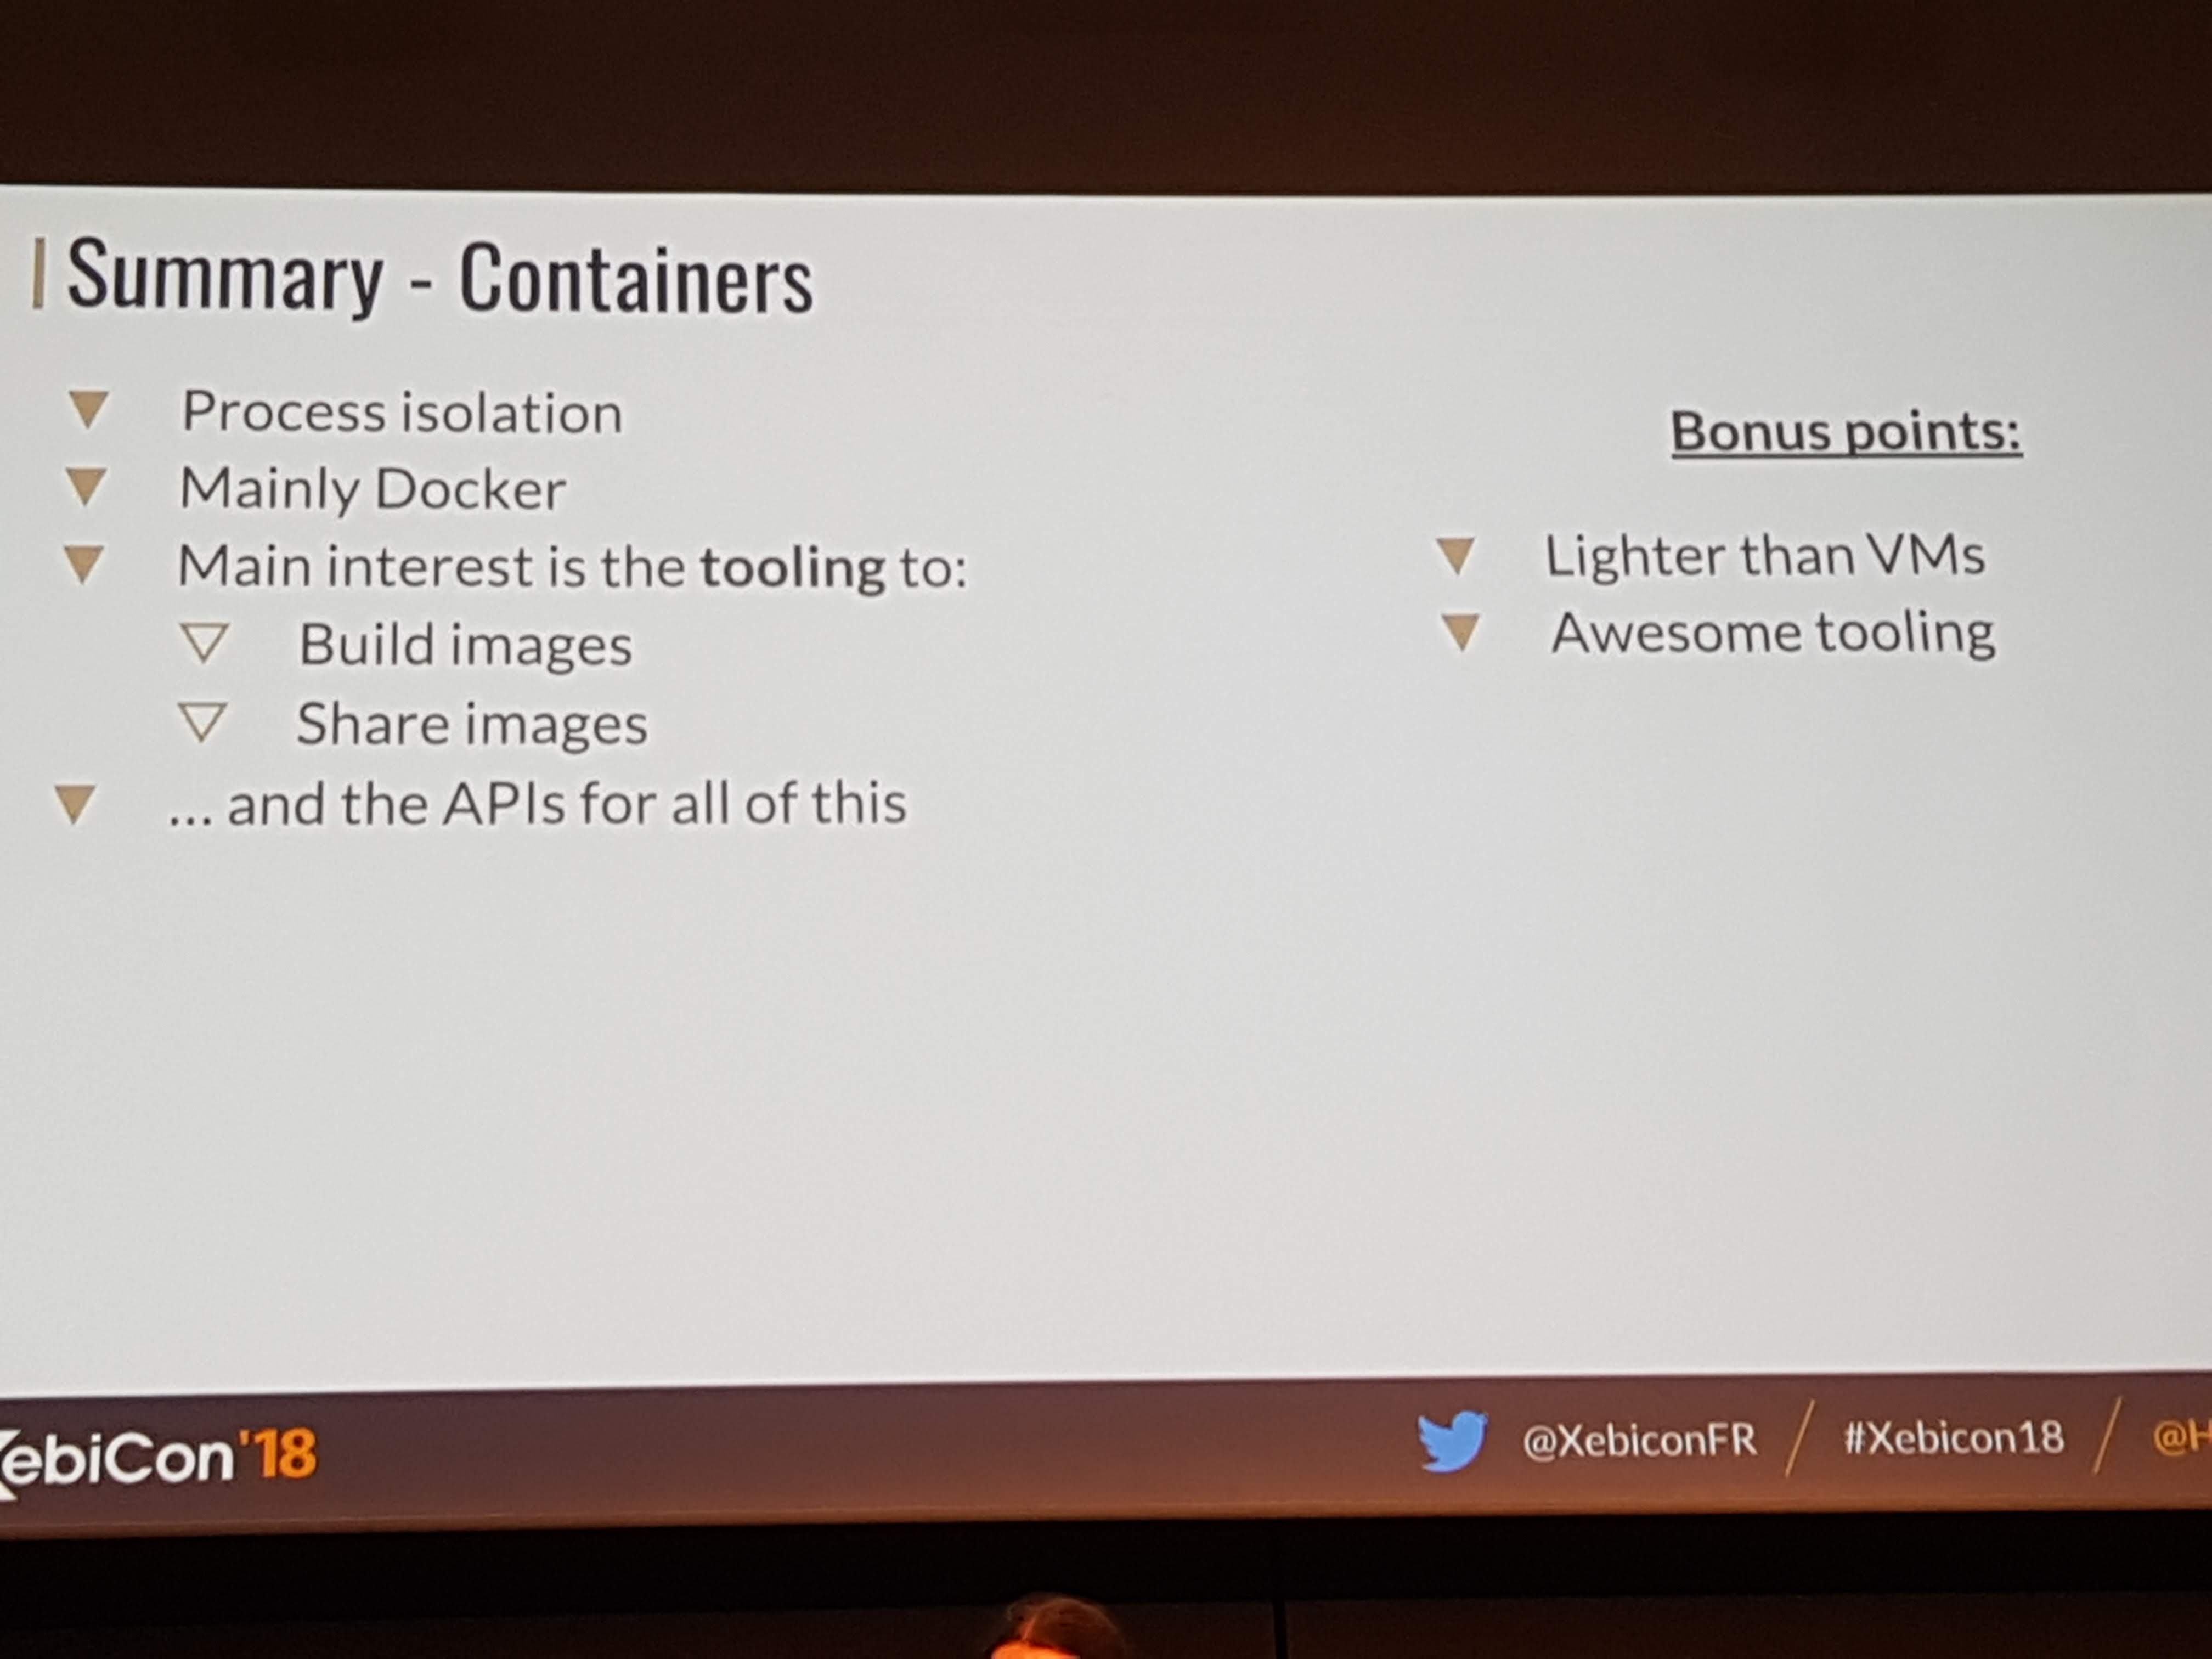 Summary - Containers
Process isolation
Mainly Docker
Main interest is the tooling to:
Build images
Share images
... and the APIs for all of this
Bonus points:
Lighter than VMs
Awesome tooling
XebiCon'18
@XebiconFR / #Xebicon18 / @H